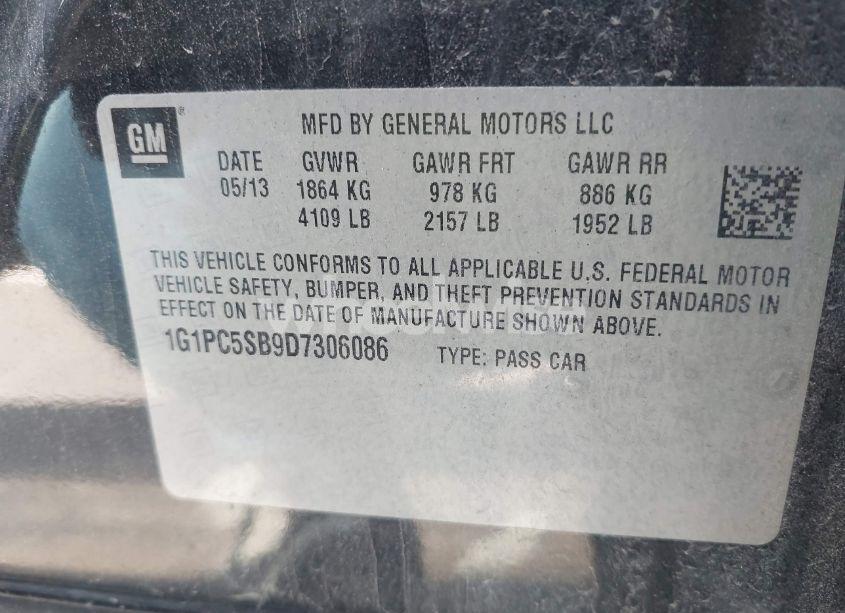 GM
MFD BY GENERAL MOTORS LLC
DATE GVWR GAWR FRT GAWR RR
05/13 1864 KG 978 KG 886 KG
4109 LB 2157 LB 1952 LB
THIS VEHICLE CONFORMS TO ALL APPLICABLE U.S. FEDERAL MOTOR
VEHICLE SAFETY, BUMPER, AND THEFT PREVENTION STANDARDS IN
EFFECT ON THE DATE OF MANUFACTURE SHOWN ABOVE.
1G1PC5SB9D7306086 TYPE: PASS CAR